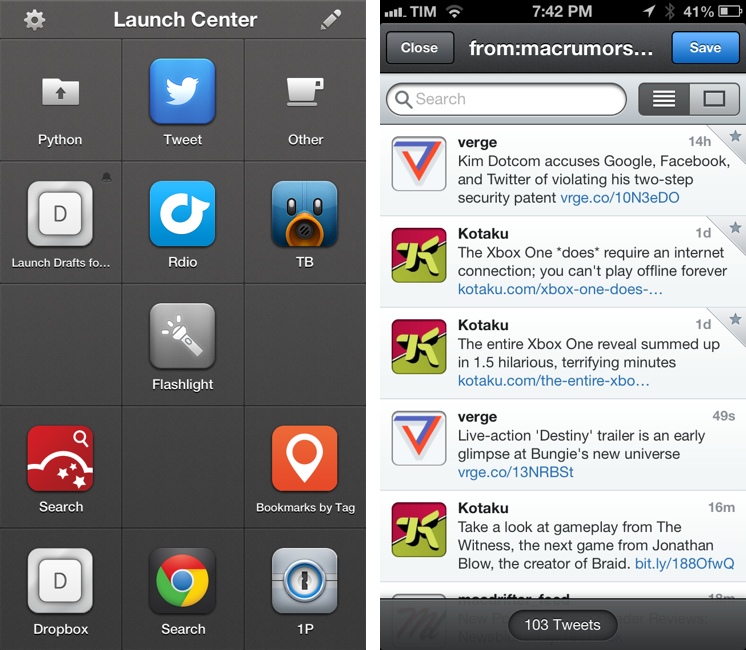 Launch Center
Python
Tweet
Other
D
Launch Drafts fo...
Rdio
TB
Flashlight
Search
Bookmarks by Tag
D
Dropbox
Search
1P
TIM 7:42 PM 41%
Close from:macrumors... Save
Search
verge 14h
Kim Dotcom accuses Google, Facebook,
and Twitter of violating his two-step
security patent vrge.co/10N3eDO
Kotaku 1d
The Xbox One *does* require an internet
connection; you can't play offline forever
kotaku.com/xbox-one-does-...
Kotaku 1d
The entire Xbox One reveal summed up
in 1.5 hilarious, terrifying minutes
kotaku.com/the-entire-xbo...
verge 49s
Live-action 'Destiny' trailer is an early
glimpse at Bungie's new universe
vrge.co/13NRBSt
Kotaku 16m
Take a look at gameplay from The
Witness, the next game from Jonathan
Blow, the creator of Braid. bit.ly/188OfwQ
macdrifter_feed 18m
103 Tweets